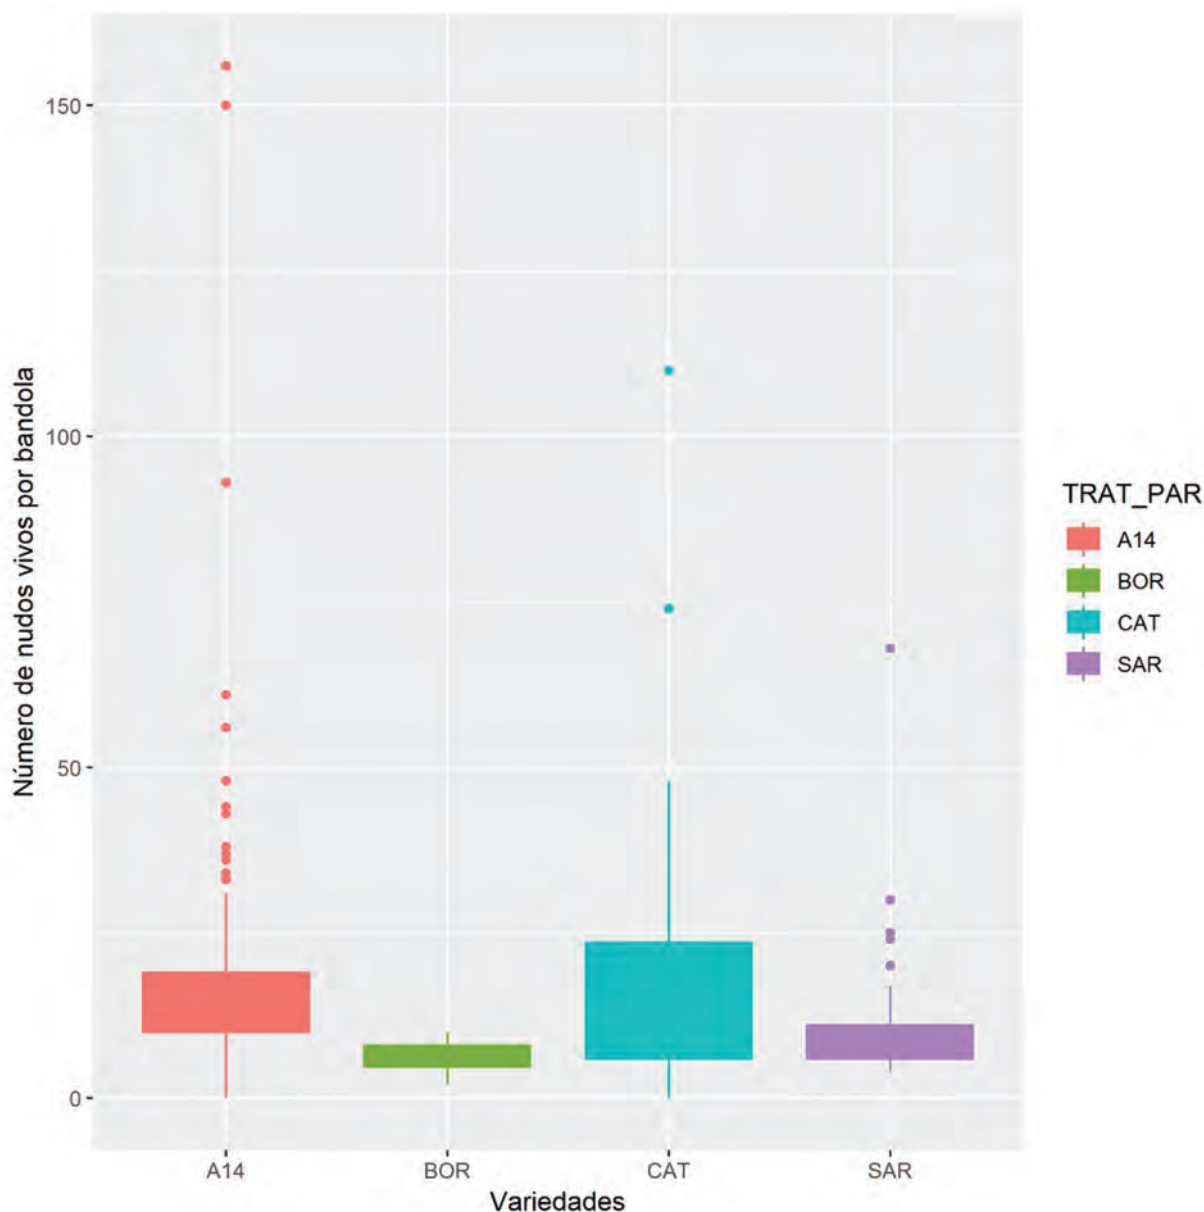 150
100
50
0
Número de nudos vivos por bandola
A14
BOR
CAT
SAR
Variedades
TRAT_PAR
A14
BOR
CAT
SAR